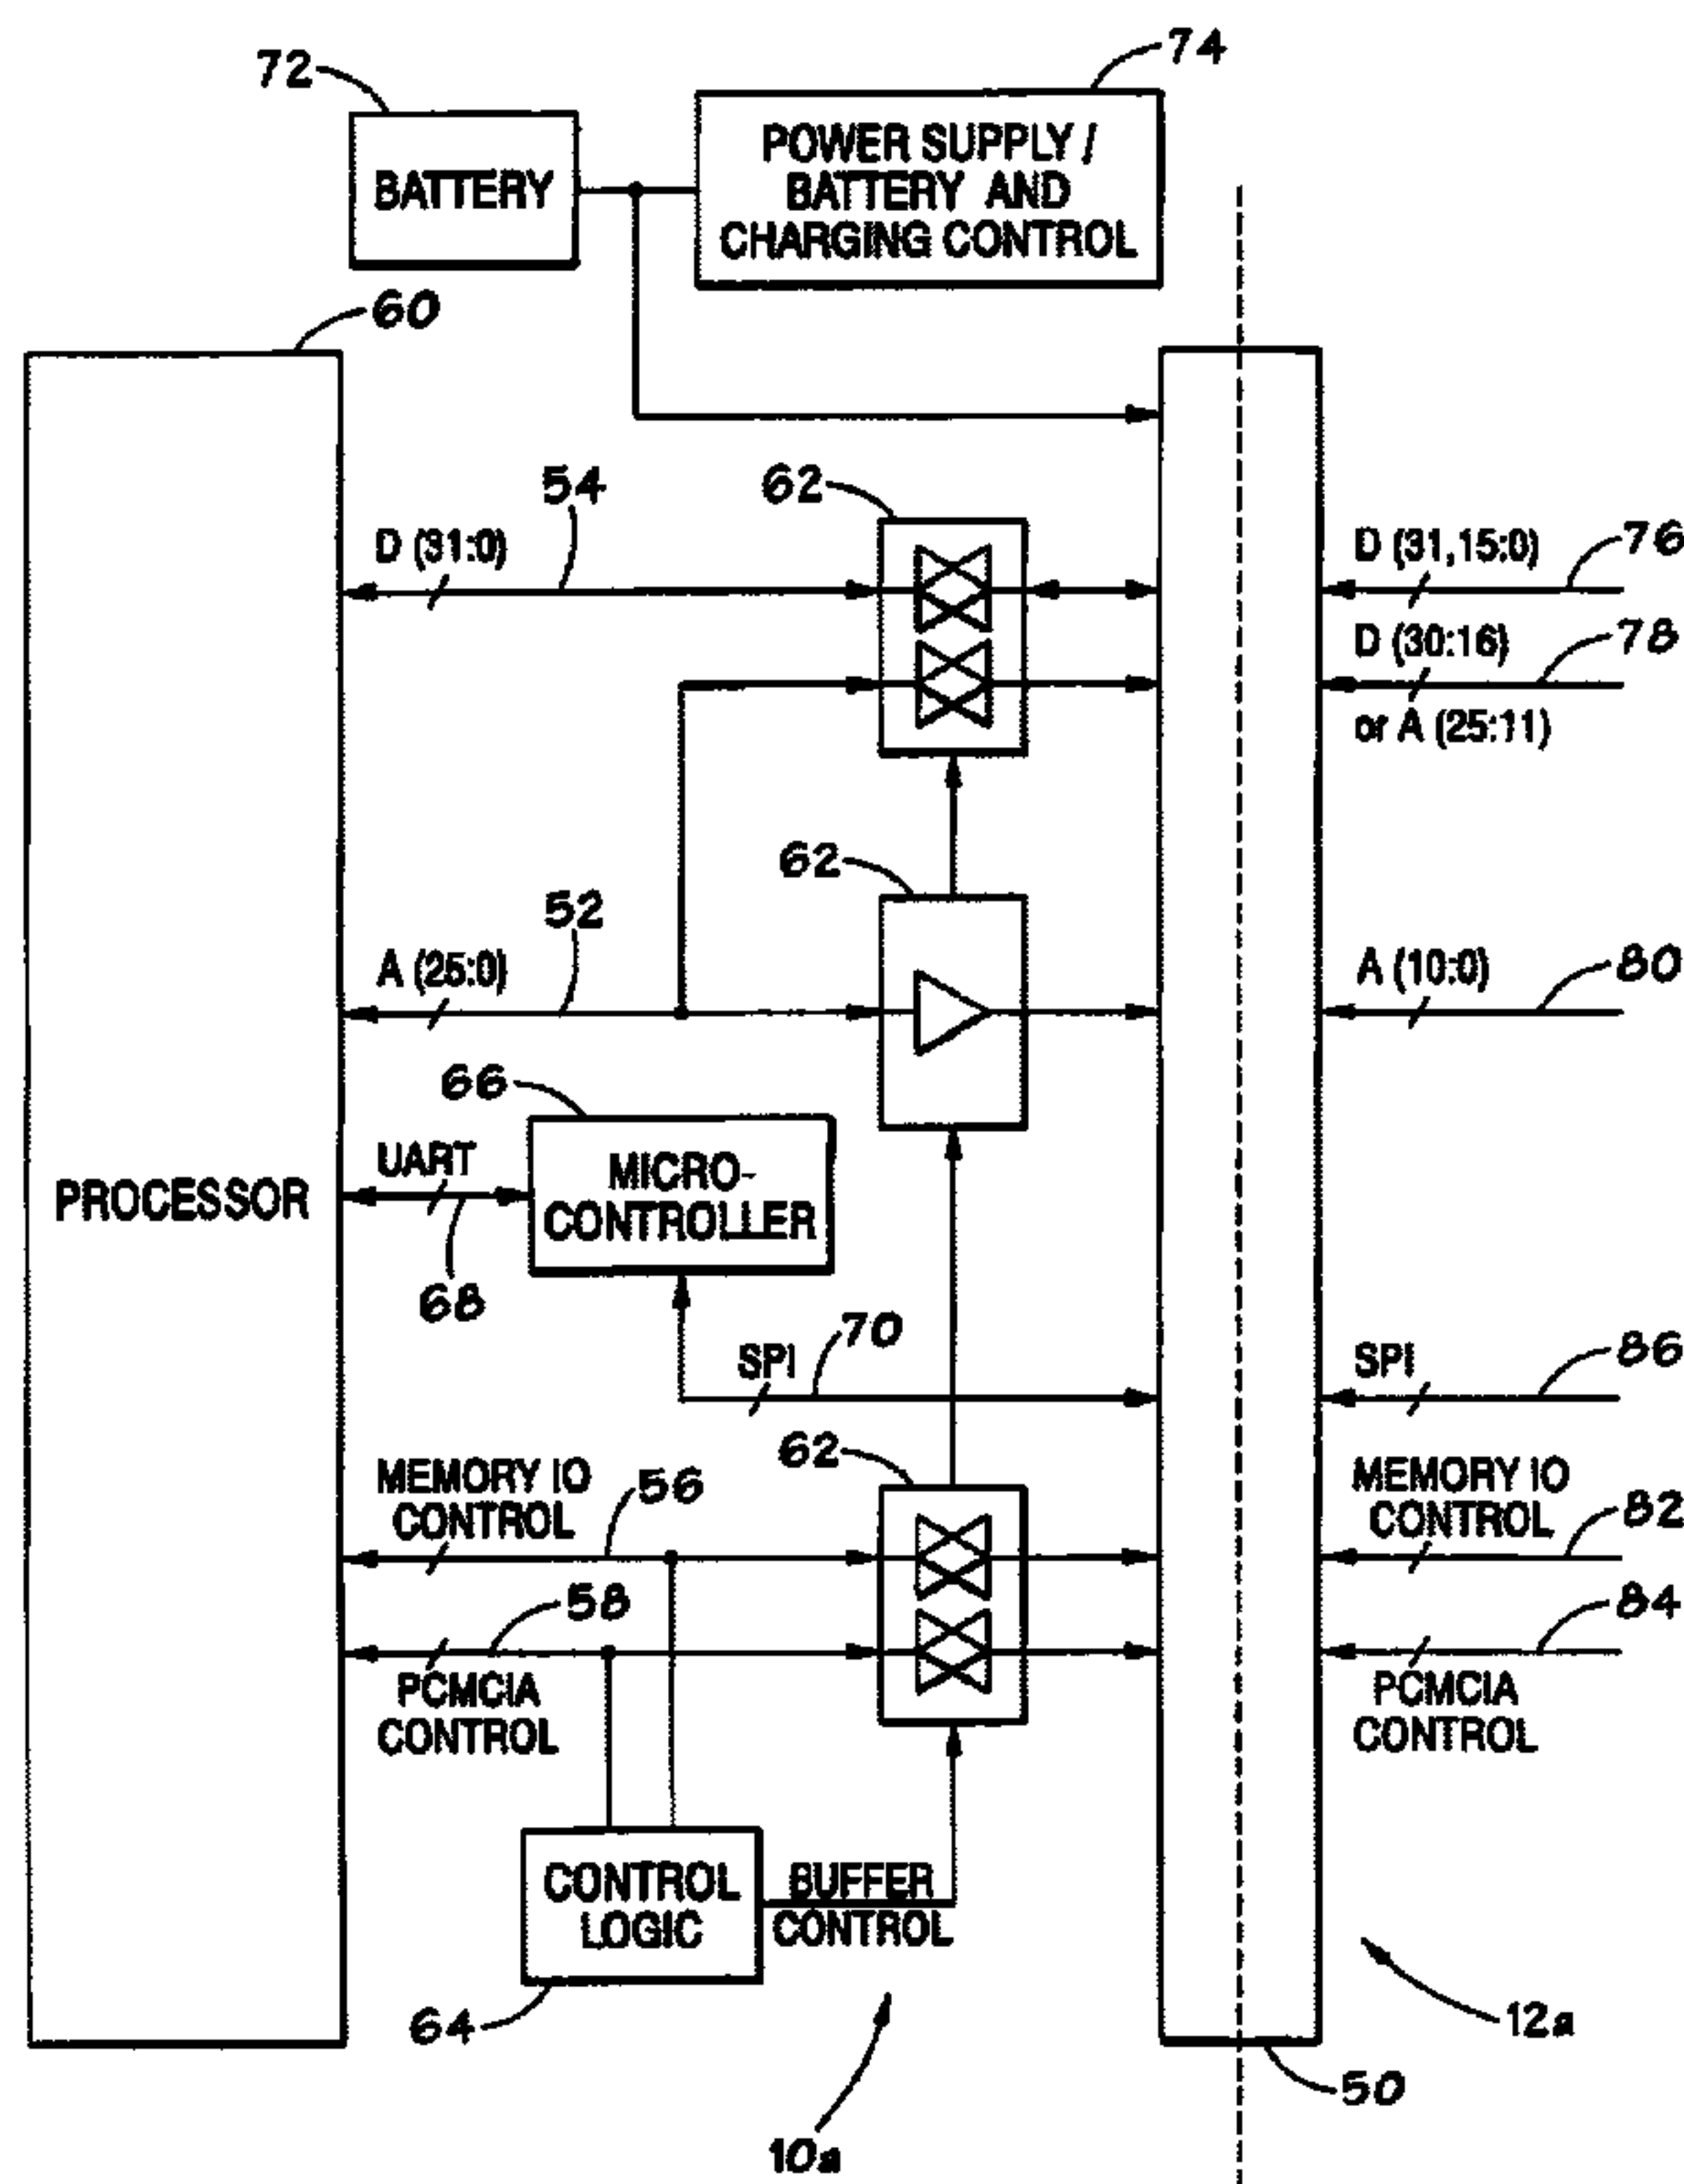 72
74
BATTERY
POWER SUPPLY /
BATTERY AND
CHARGING CONTROL
60
54
62
D (31:0)
D (31,15:0)
76
D (30:16)
78
or A (25:11)
62
52
A (25:0)
A (10:0)
80
66
UART
MICRO-
CONTROLLER
PROCESSOR
68
70
SPI
SPI
86
62
MEMORY IO
CONTROL
56
MEMORY IO
CONTROL
82
58
84
PCMCIA
CONTROL
PCMCIA
CONTROL
CONTROL
LOGIC
BUFFER
CONTROL
64
12a
50
10a